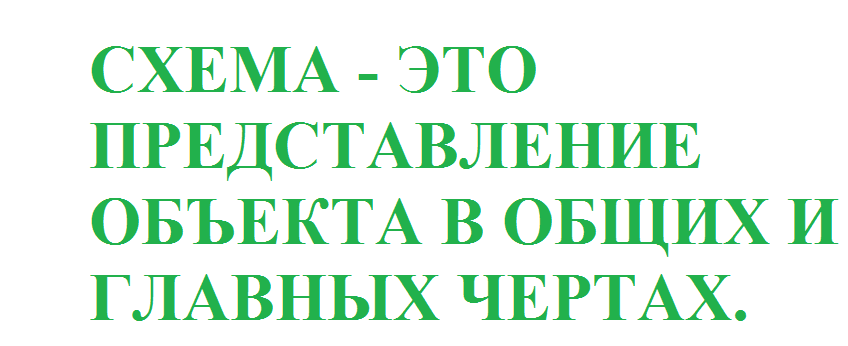 СХЕМА - ЭТО
ПРЕДСТАВЛЕНИЕ
ОБЪЕКТА В ОБЩИХ И
ГЛАВНЫХ ЧЕРТАХ.